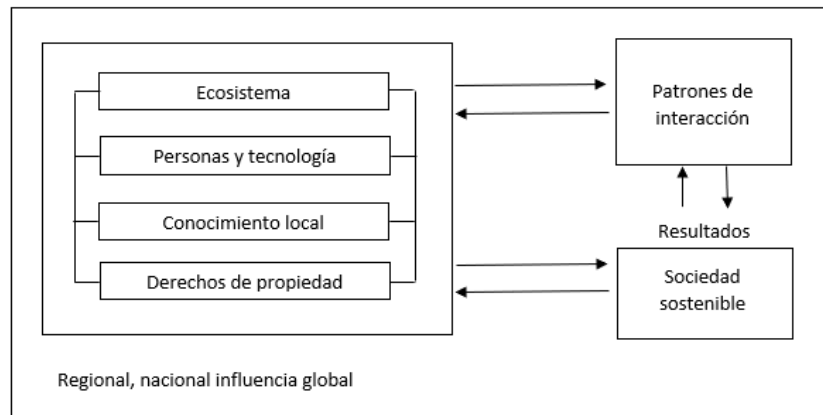 Ecosistema
Personas y tecnología
Conocimiento local
Derechos de propiedad
Patrones de
interacción
Resultados
Sociedad
sostenible
Regional, nacional influencia global